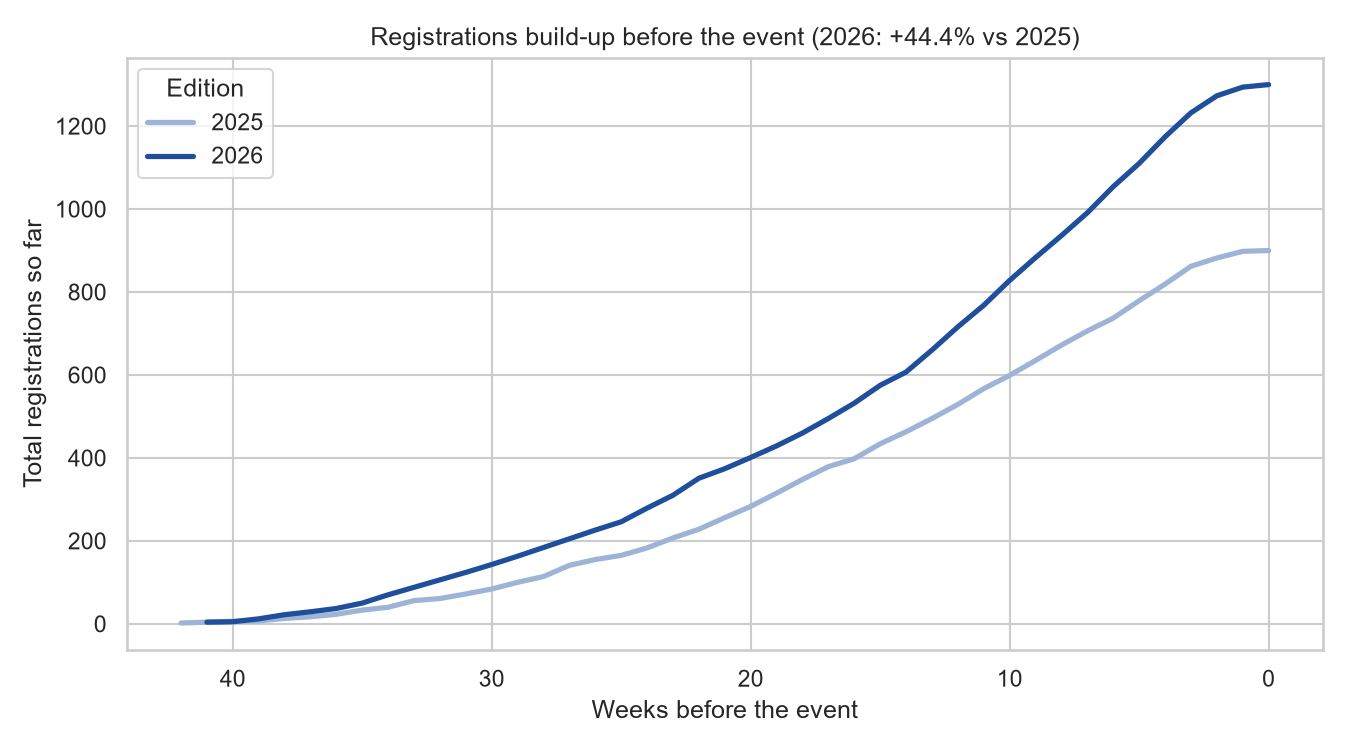 Registrations build-up before the event (2026: +44.4% vs 2025)
Edition
2025
2026
Total registrations so far
1200
1000
800
600
400
200
0
40 30 20 10 0
Weeks before the event